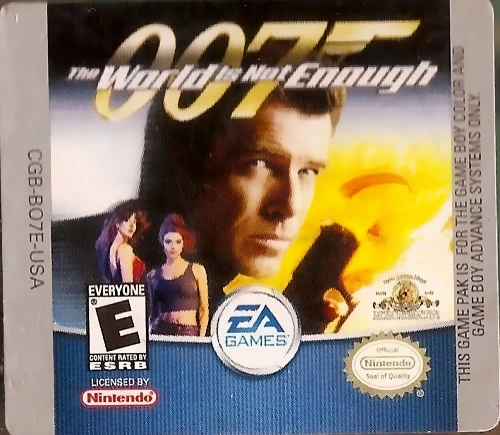 007
The World Is Not Enough
CGB-BO7E-USA
THIS GAME PAK IS FOR THE GAME BOY COLOR AND
GAME BOY ADVANCE SYSTEMS ONLY.
EVERYONE
E
CONTENT RATED BY
ESRB
LICENSED BY
Nintendo
EA
GAMES
Official
Nintendo
Seal of Quality